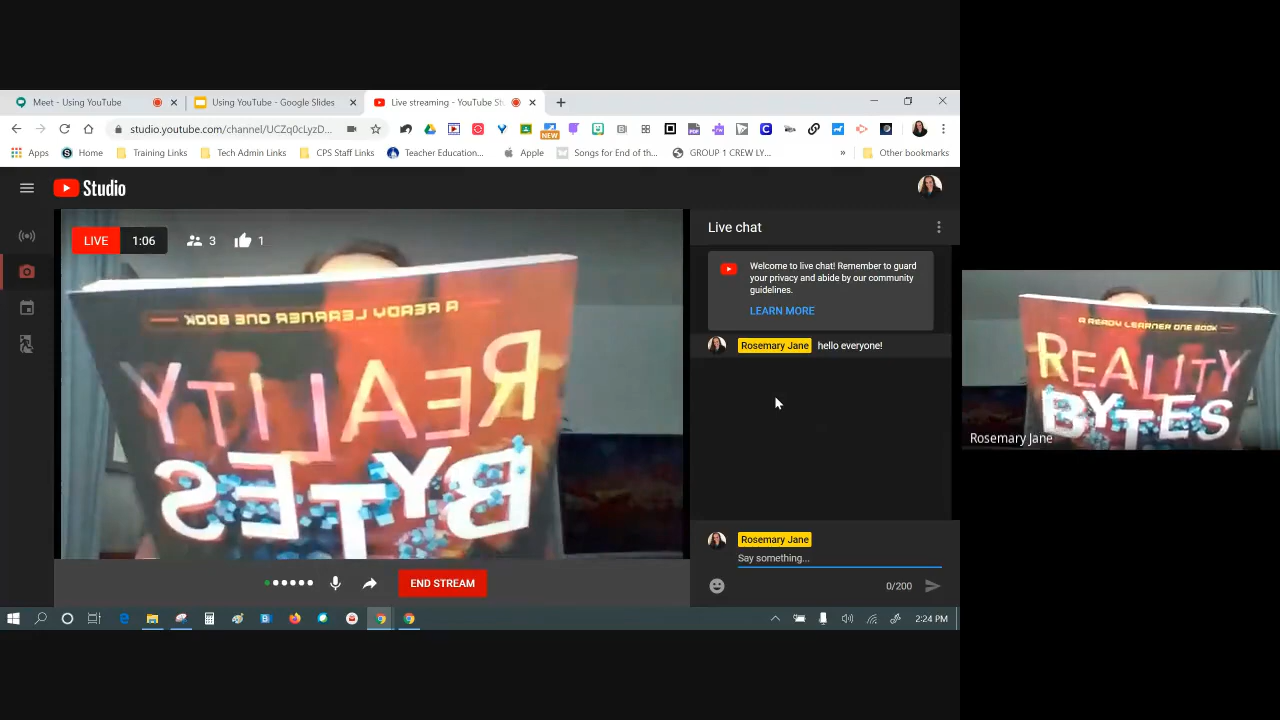 Meet - Using YouTube
Using YouTube - Google Slides
Live streaming - YouTube St
studio.youtube.com/channel/UCZq0cLyzD...
NEW
Apps
Home
Training Links
Tech Admin Links
CPS Staff Links
Teacher Education...
Apple
Songs for End of th...
GROUP 1 CREW LY...
»
Other bookmarks
Studio
LIVE 1:06 3 1
A READY LEARNER ONE BOOK
REALITY
BYTES
END STREAM
Live chat
Welcome to live chat! Remember to guard
your privacy and abide by our community
guidelines.
LEARN MORE
Rosemary Jane hello everyone!
Rosemary Jane
Say something...
0/200
2:24 PM
A READY LEARNER ONE BOOK
REALITY
BYTES
Rosemary Jane